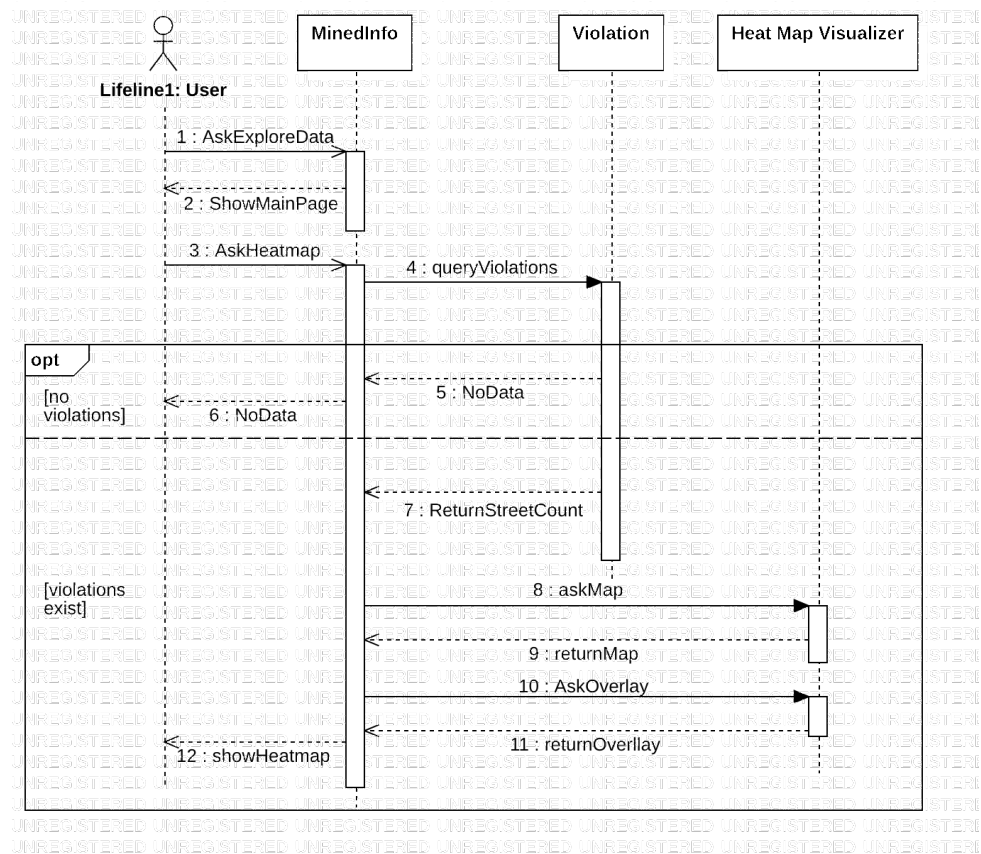 MinedInfo
Violation
Heat Map Visualizer
Lifeline1: User
1 : AskExploreData
2 : ShowMainPage
3 : AskHeatmap
4 : queryViolations
opt
[no
violations]
5 : NoData
6 : NoData
7 : ReturnStreetCount
[violations
exist]
8 : askMap
9 : returnMap
10 : AskOverlay
11 : returnOverllay
12 : showHeatmap
UNREGISTERED